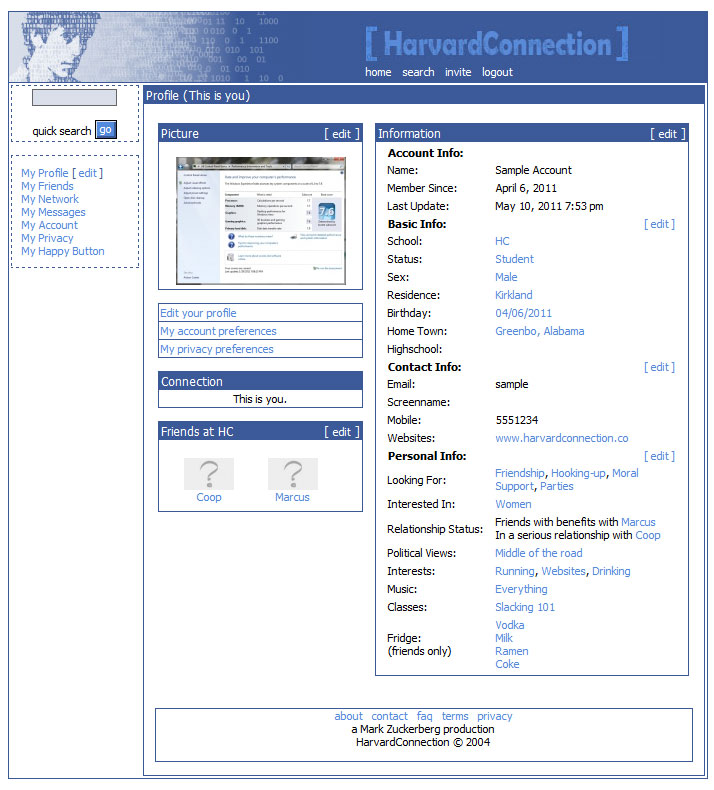 [ HarvardConnection ]
home search invite logout
quick search go
My Profile [ edit ]
My Friends
My Network
My Messages
My Account
My Privacy
My Happy Button
Profile (This is you)
Picture [ edit ]
Rate and improve your computer's performance
7.6
Edit your profile
My account preferences
My privacy preferences
Connection
This is you.
Friends at HC [ edit ]
?
?
Coop Marcus
Information [ edit ]
Account Info:
Name: Sample Account
Member Since: April 6, 2011
Last Update: May 10, 2011 7:53 pm
Basic Info: [ edit ]
School: HC
Status: Student
Sex: Male
Residence: Kirkland
Birthday: 04/06/2011
Home Town: Greenbo, Alabama
Highschool:
Contact Info: [ edit ]
Email: sample
Screenname:
Mobile: 5551234
Websites: www.harvardconnection.co
Personal Info: [ edit ]
Looking For: Friendship, Hooking-up, Moral
Support, Parties
Interested In: Women
Relationship Status: Friends with benefits with Marcus
In a serious relationship with Coop
Political Views: Middle of the road
Interests: Running, Websites, Drinking
Music: Everything
Classes: Slacking 101
Fridge:
(friends only)
Vodka
Milk
Ramen
Coke
about contact faq terms privacy
a Mark Zuckerberg production
HarvardConnection © 2004